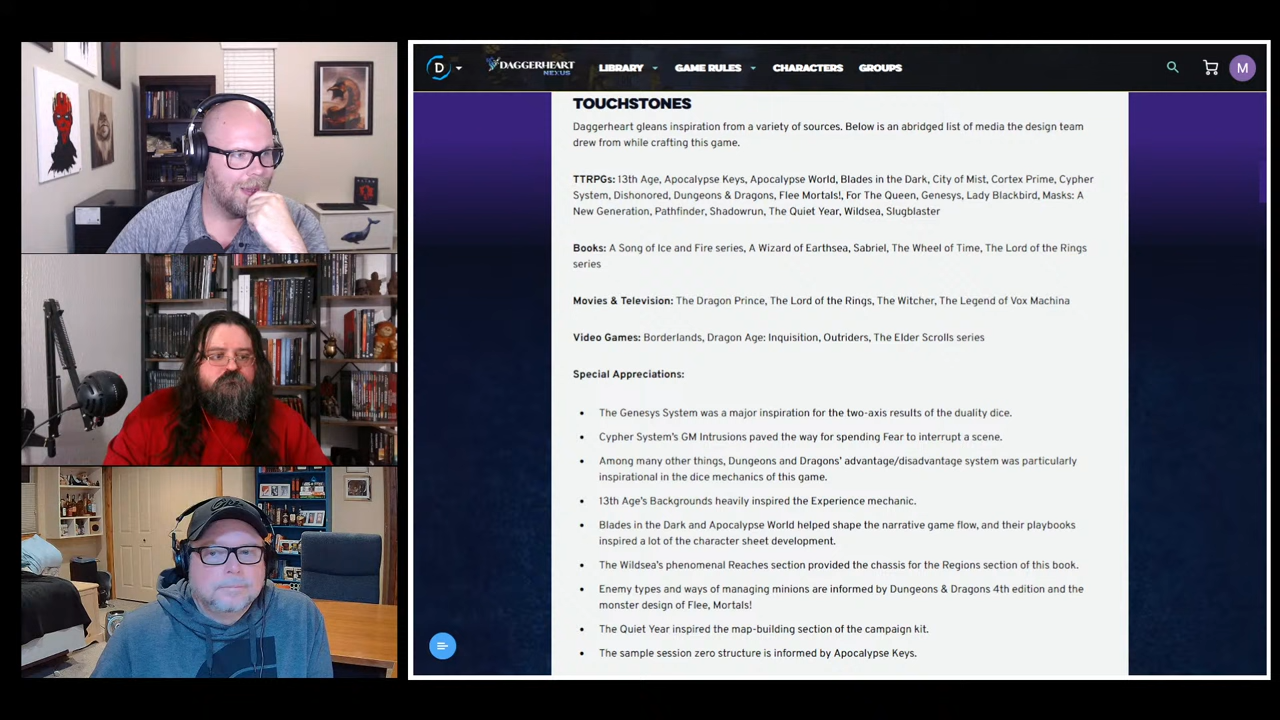 D
DAGGERHEART
NEXUS
LIBRARY
GAME RULES
CHARACTERS
GROUPS
M
TOUCHSTONES
Daggerheart gleans inspiration from a variety of sources. Below is an abridged list of media the design team
drew from while crafting this game.
TTRPGs: 13th Age, Apocalypse Keys, Apocalypse World, Blades in the Dark, City of Mist, Cortex Prime, Cypher
System, Dishonored, Dungeons & Dragons, Flee Mortals!, For The Queen, Genesys, Lady Blackbird, Masks: A
New Generation, Pathfinder, Shadowrun, The Quiet Year, Wildsea, Slugblaster
Books: A Song of Ice and Fire series, A Wizard of Earthsea, Sabriel, The Wheel of Time, The Lord of the Rings
series
Movies & Television: The Dragon Prince, The Lord of the Rings, The Witcher, The Legend of Vox Machina
Video Games: Borderlands, Dragon Age: Inquisition, Outriders, The Elder Scrolls series
Special Appreciations:
• The Genesys System was a major inspiration for the two-axis results of the duality dice.
• Cypher System's GM Intrusions paved the way for spending Fear to interrupt a scene.
• Among many other things, Dungeons and Dragons' advantage/disadvantage system was particularly
inspirational in the dice mechanics of this game.
• 13th Age's Backgrounds heavily inspired the Experience mechanic.
• Blades in the Dark and Apocalypse World helped shape the narrative game flow, and their playbooks
inspired a lot of the character sheet development.
• The Wildsea's phenomenal Reaches section provided the chassis for the Regions section of this book.
• Enemy types and ways of managing minions are informed by Dungeons & Dragons 4th edition and the
monster design of Flee, Mortals!
• The Quiet Year inspired the map-building section of the campaign kit.
• The sample session zero structure is informed by Apocalypse Keys.